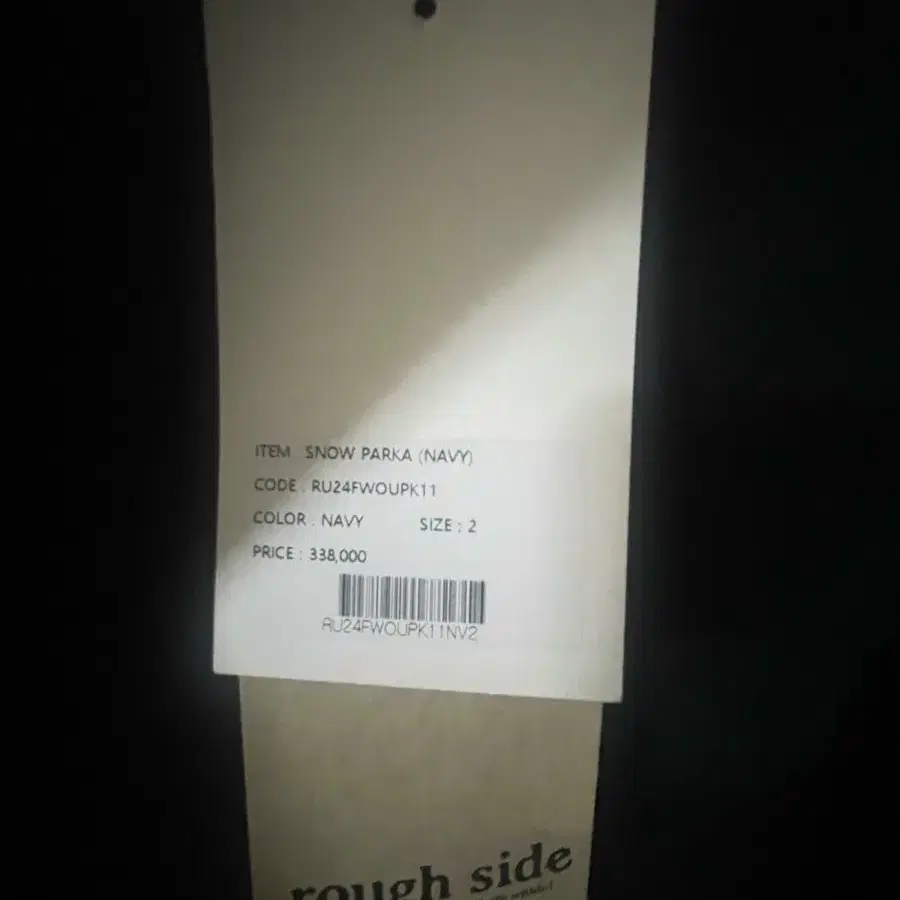 ITEM SNOW PARKA (NAVY)
CODE : RU24FWOUPK11
COLOR : NAVY SIZE : 2
PRICE : 338,000
RU24FWOUPK11NV2
rough side